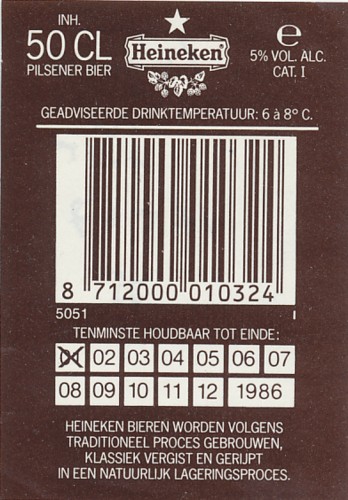 INH.
50 CL
PILSENER BIER
Heineken
e
5% VOL. ALC.
CAT. I
GEADVISEERDE DRINKTEMPERATUUR: 6 à 8° C.
8 712000 010324
5051 I
TENMINSTE HOUDBAAR TOT EINDE:
01 02 03 04 05 06 07
08 09 10 11 12 1986
HEINEKEN BIEREN WORDEN VOLGENS
TRADITIONEEL PROCES GEBROUWEN,
KLASSIEK VERGIST EN GERIJPT
IN EEN NATUURLIJK LAGERINGSPROCES.